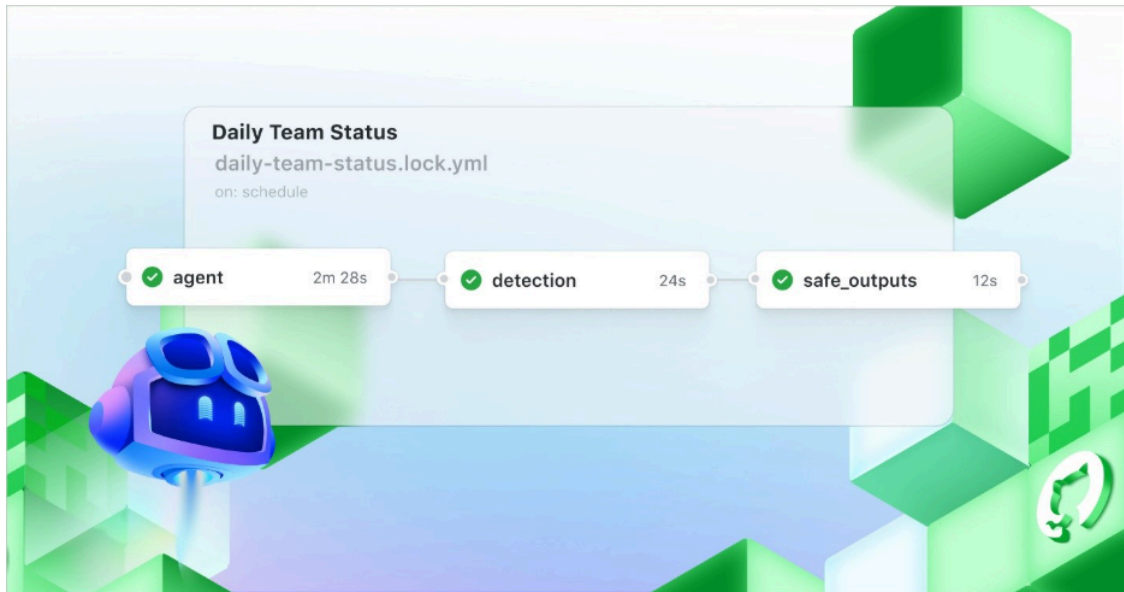 Daily Team Status
daily-team-status.lock.yml
on: schedule
agent 2m 28s
detection 24s
safe_outputs 12s